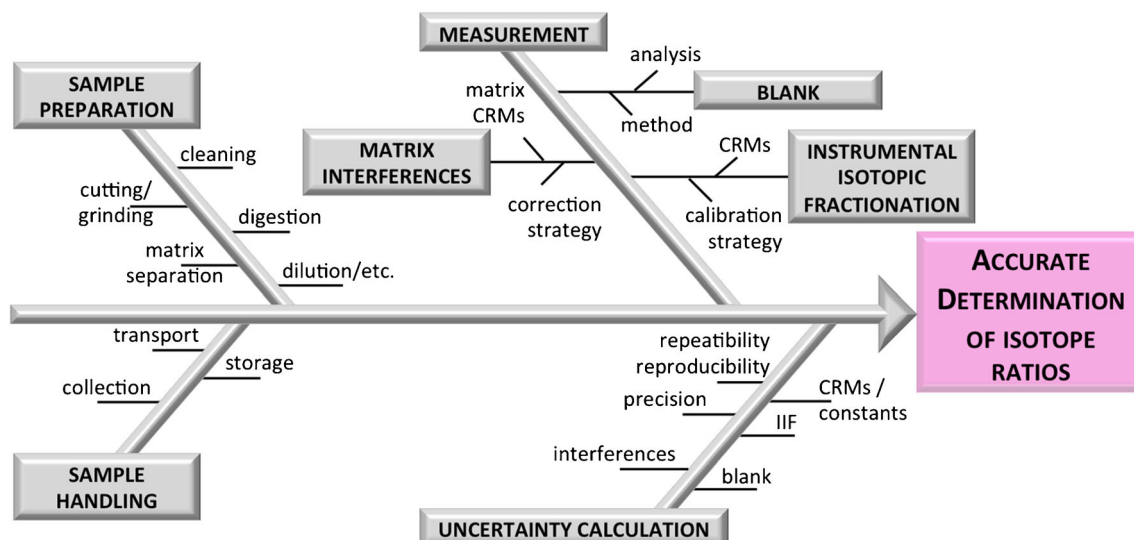 MEASUREMENT
analysis
BLANK
method
matrix
CRMs
SAMPLE
PREPARATION
MATRIX
INTERFERENCES
CRMs
INSTRUMENTAL
ISOTOPIC
FRACTIONATION
correction
strategy
calibration
strategy
cleaning
cutting/
grinding
digestion
matrix
separation
dilution/etc.
ACCURATE
DETERMINATION
OF ISOTOPE
RATIOS
transport
storage
collection
SAMPLE
HANDLING
repeatibility
reproducibility
precision
CRMs /
constants
IIF
interferences
blank
UNCERTAINTY CALCULATION